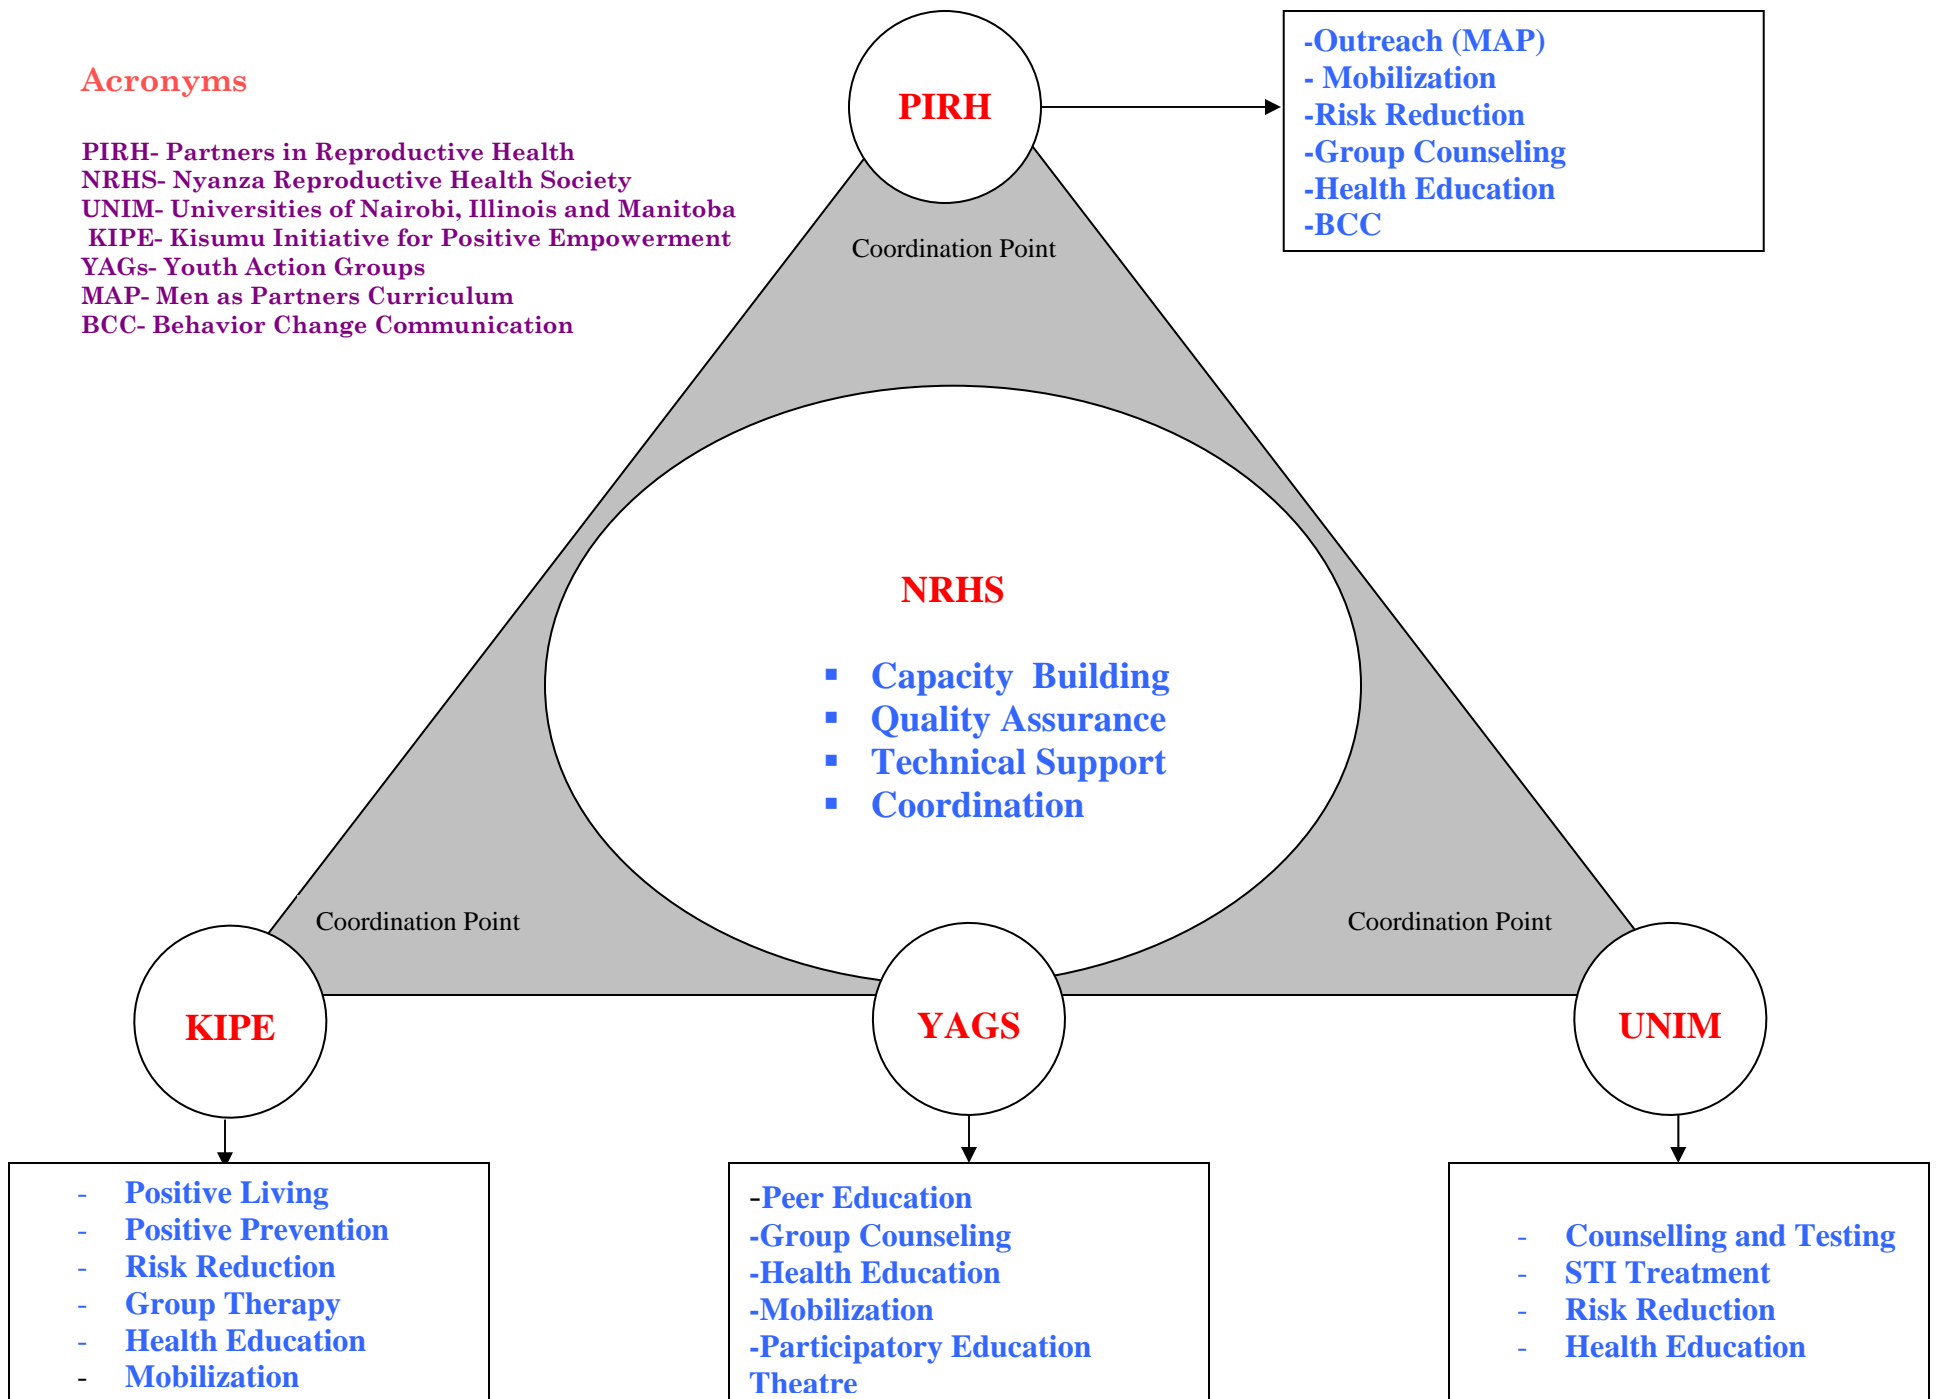 Acronyms
PIRH- Partners in Reproductive Health
NRHS- Nyanza Reproductive Health Society
UNIM- Universities of Nairobi, Illinois and Manitoba
KIPE- Kisumu Initiative for Positive Empowerment
YAGs- Youth Action Groups
MAP- Men as Partners Curriculum
BCC- Behavior Change Communication
PIRH
-Outreach (MAP)
- Mobilization
-Risk Reduction
-Group Counseling
-Health Education
-BCC
Coordination Point
NRHS
▪ Capacity  Building
▪ Quality Assurance
▪ Technical Support
▪ Coordination
Coordination Point
Coordination Point
KIPE
YAGS
UNIM
- Positive Living
- Positive Prevention
- Risk Reduction
- Group Therapy
- Health Education
- Mobilization
-Peer Education
-Group Counseling
-Health Education
-Mobilization
-Participatory Education
Theatre
- Counselling and Testing
- STI Treatment
- Risk Reduction
- Health Education